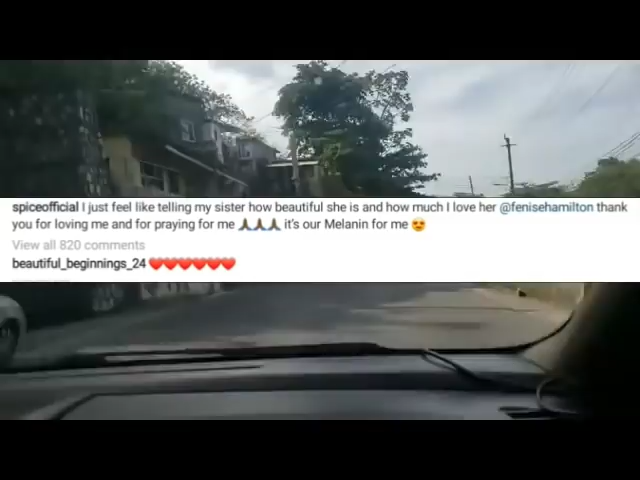 spiceofficial I just feel like telling my sister how beautiful she is and how much I love her @fenisehamilton thank
you for loving me and for praying for me 🙏🏾🙏🏾🙏🏾 it's our Melanin for me 😍
View all 820 comments
beautiful_beginnings_24 ❤️❤️❤️❤️❤️❤️